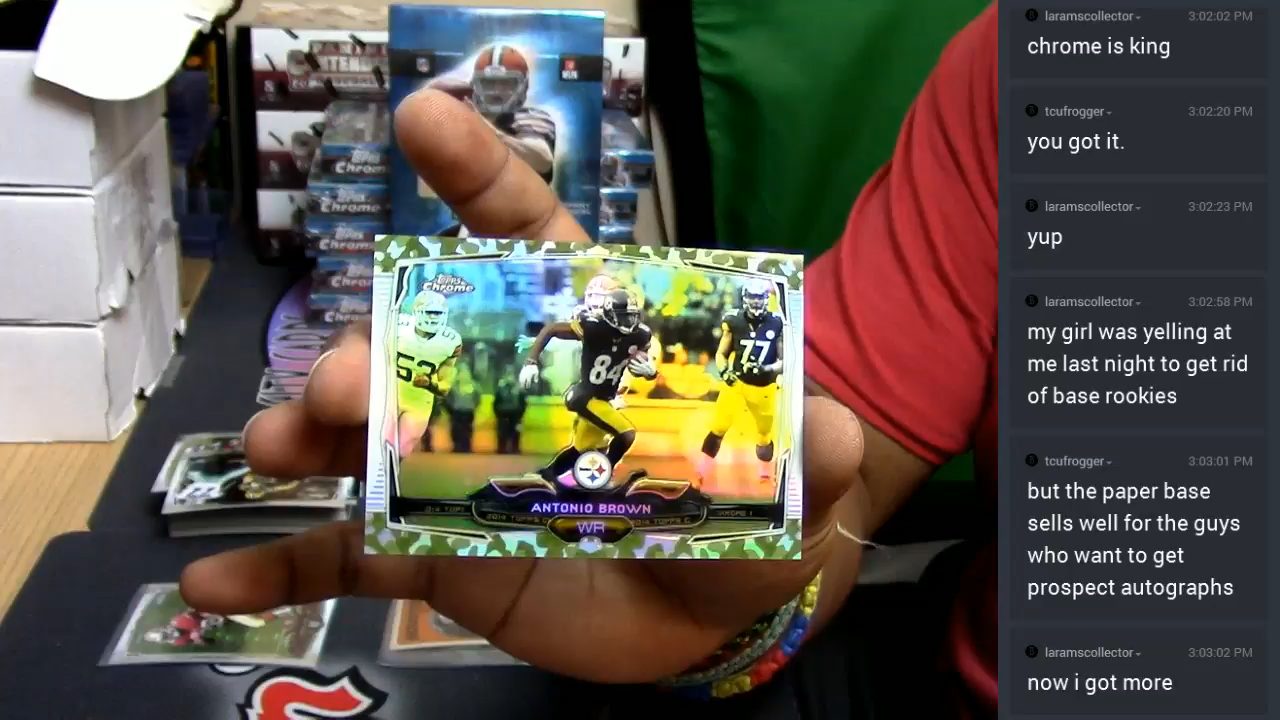 Topps
Chrome
53
84
77
ANTONIO BROWN
WR
Chrome
Chrome
laramscollector 3:02:02 PM
chrome is king
tcufrogger 3:02:20 PM
you got it.
laramscollector 3:02:23 PM
yup
laramscollector 3:02:58 PM
my girl was yelling at
me last night to get rid
of base rookies
tcufrogger 3:03:01 PM
but the paper base
sells well for the guys
who want to get
prospect autographs
laramscollector 3:03:02 PM
now i got more